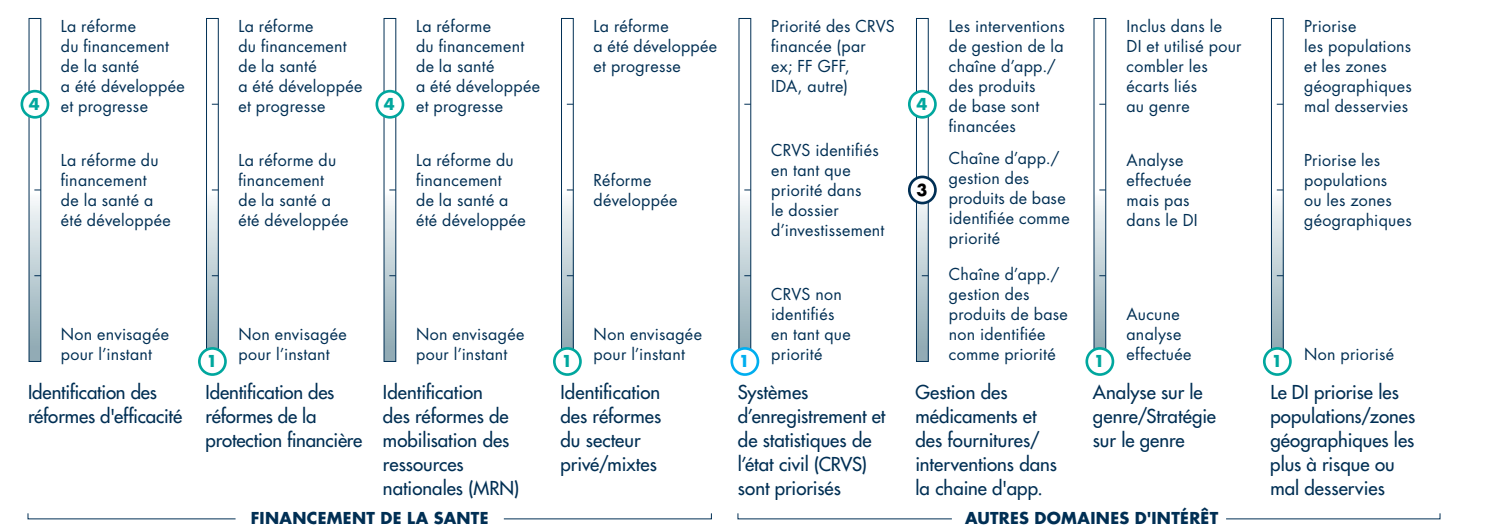 La réforme
du financement
de la santé
a été développée
et progresse
4
La réforme du
financement
de la santé a
été développée
Non envisagée
pour l'instant
Identification des
réformes d'efficacité
La réforme
du financement
de la santé
a été développée
et progresse
La réforme du
financement
de la santé a
été développée
Non envisagée
pour l'instant
1
Identification des
réformes de la
protection financière
La réforme
du financement
de la santé
a été développée
et progresse
4
La réforme du
financement
de la santé a
été développée
Non envisagée
pour l'instant
Identification
des réformes de
mobilisation des
ressources
nationales (MRN)
La réforme
a été développée
et progresse
Réforme
développée
Non envisagée
pour l'instant
1
Identification
des réformes
du secteur
privé/mixtes
FINANCEMENT DE LA SANTE
Priorité des CRVS
financée (par
ex; FF GFF,
IDA, autre)
CRVS identifiés
en tant que
priorité dans
le dossier
d'investissement
CRVS non
identifiés
en tant que
priorité
1
Systèmes
d'enregistrement et
de statistiques de
l'état civil (CRVS)
sont priorisés
Les interventions
de gestion de la
chaîne d'app./
des produits
de base sont
financées
4
Chaîne d'app./
gestion des
produits de base
identifiée comme
priorité
3
Chaîne d'app./
gestion des
produits de base
non identifiée
comme priorité
Gestion des
médicaments et
des fournitures/
interventions dans
la chaine d'app.
Inclus dans le
DI et utilisé pour
combler les
écarts liés
au genre
Analyse
effectuée
mais pas
dans le DI
Aucune
analyse
effectuée
1
Analyse sur le
genre/Stratégie
sur le genre
Priorise
les populations
et les zones
géographiques
mal desservies
Priorise les
populations
ou les zones
géographiques
Non priorisé
1
Le DI priorise les
populations/zones
géographiques les
plus à risque ou
mal desservies
AUTRES DOMAINES D'INTÉRÊT